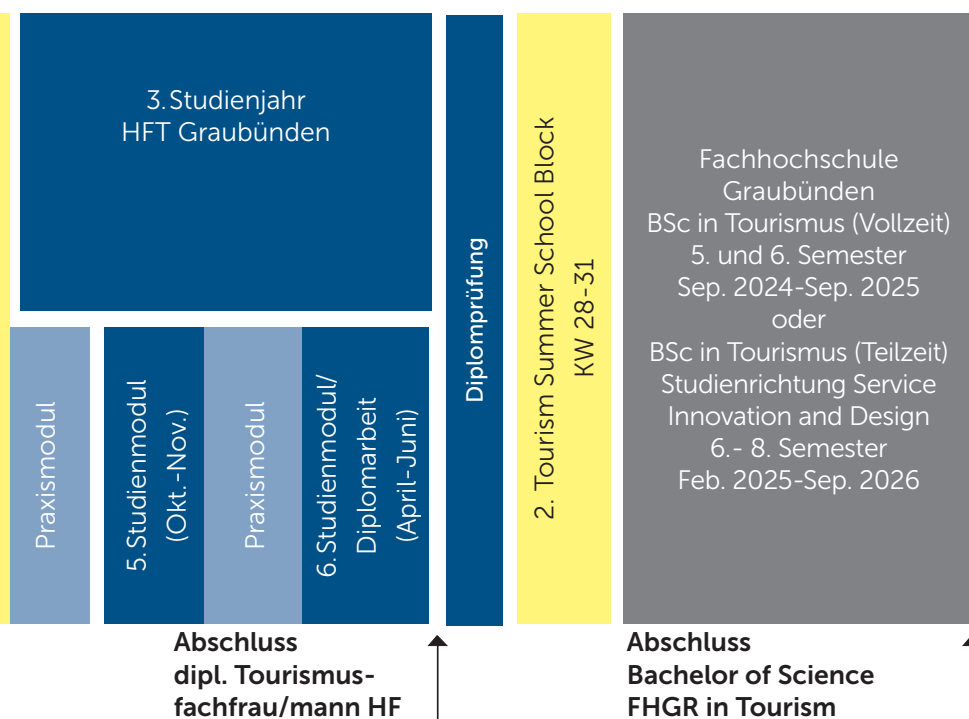 3. Studienjahr
HFT Graubünden
Praxismodul
5. Studienmodul
(Okt.-Nov.)
Praxismodul
6. Studienmodul/
Diplomarbeit
(April-Juni)
Diplomprüfung
2. Tourism Summer School Block
KW 28-31
Fachhochschule
Graubünden
BSc in Tourismus (Vollzeit)
5. und 6. Semester
Sep. 2024-Sep. 2025
oder
BSc in Tourismus (Teilzeit)
Studienrichtung Service
Innovation and Design
6.- 8. Semester
Feb. 2025-Sep. 2026
Abschluss
dipl. Tourismus-
fachfrau/mann HF
Abschluss
Bachelor of Science
FHGR in Tourism